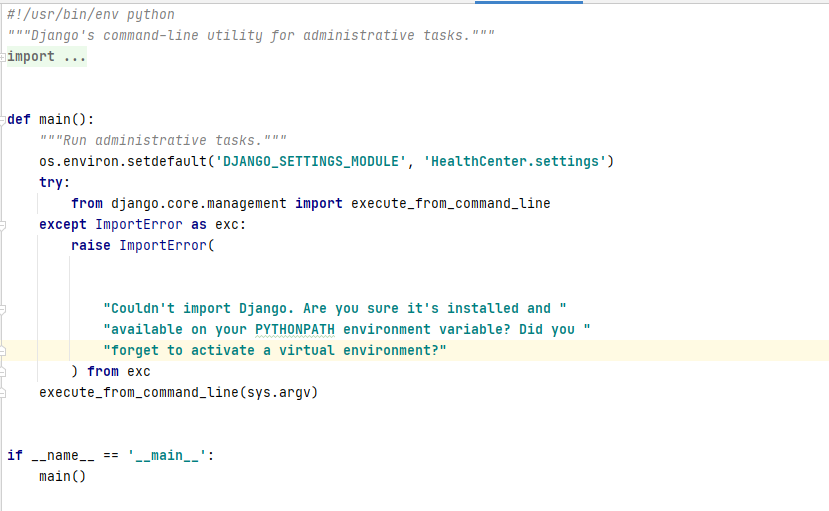 #!/usr/bin/env python
"""Django's command-line utility for administrative tasks."""
import ...
def main():
    """Run administrative tasks."""
    os.environ.setdefault('DJANGO_SETTINGS_MODULE', 'HealthCenter.settings')
    try:
        from django.core.management import execute_from_command_line
    except ImportError as exc:
        raise ImportError(
            "Couldn't import Django. Are you sure it's installed and "
            "available on your PYTHONPATH environment variable? Did you "
            "forget to activate a virtual environment?"
        ) from exc
    execute_from_command_line(sys.argv)
if __name__ == '__main__':
    main()